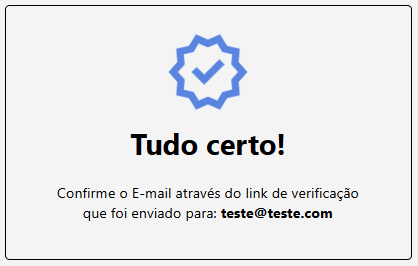 Tudo certo!
Confirme o E-mail através do link de verificação
que foi enviado para: teste@teste.com